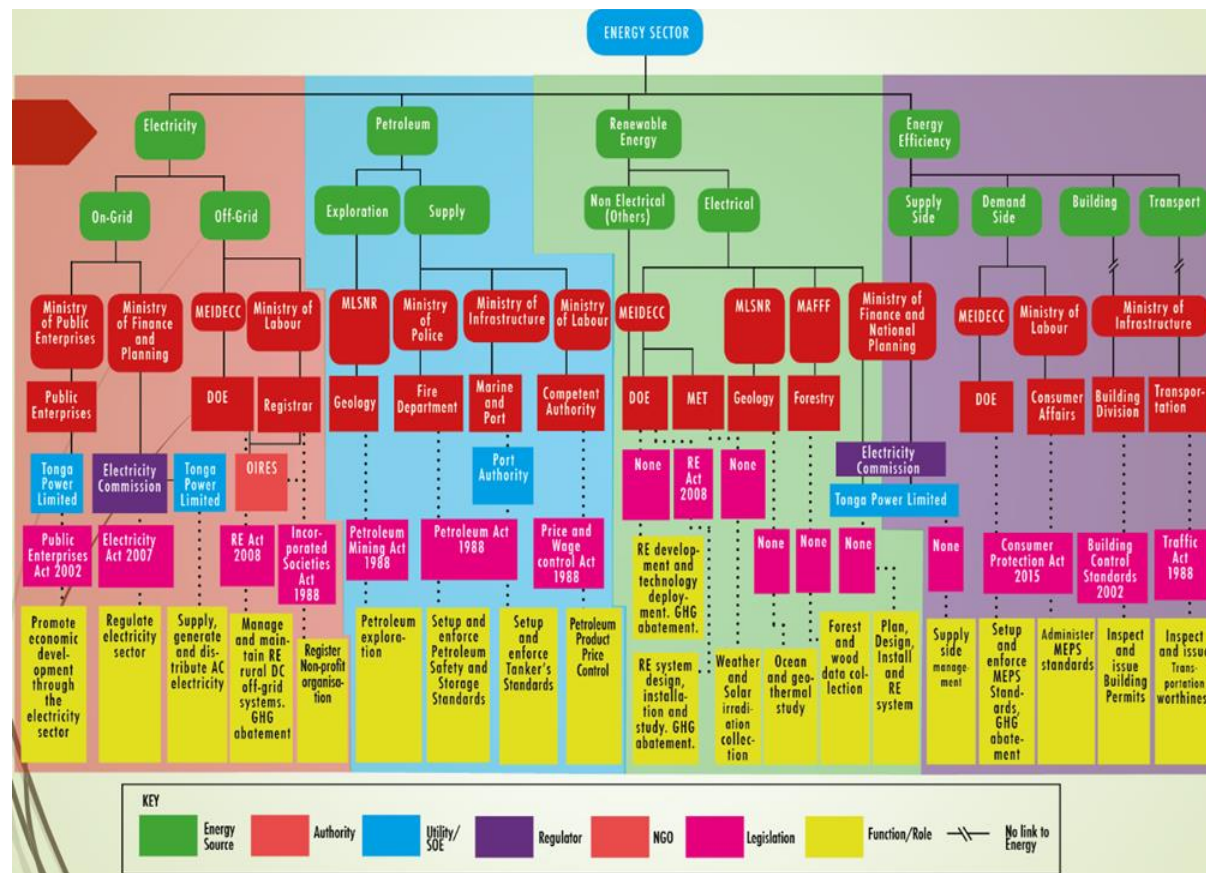 ENERGY SECTOR
Electricity
Petroleum
Renewable
Energy
Energy
Efficiency
On-Grid
Off-Grid
Exploration
Supply
Non Electrical
(Others)
Electrical
Supply
Side
Demand
Side
Building
Transport
Ministry
of Public
Enterprises
Ministry
of Finance
and
Planning
MEIDECC
Ministry of
Labour
MLSNR
Ministry
of
Police
Ministry of
Infrastructure
Ministry
of Labour
MEIDECC
MLSNR
MAFFF
Ministry of
Finance and
National
Planning
MEIDECC
Ministry of
Labour
Ministry of
Infrastructure
Public
Enterprises
DOE
Registrar
Geology
Fire
Department
Marine
and
Port
Competent
Authority
DOE
MET
Geology
Forestry
DOE
Consumer
Affairs
Building
Division
Transpor-
tation
Tonga
Power
Limited
Electricity
Commission
Tonga
Power
Limited
OIRES
Port
Authority
None
RE
Act
2008
None
Electricity
Commission
Tonga Power Limited
Public
Enterprises
Act 2002
Electricity
Act 2007
RE Act
2008
Incor-
porated
Societies
Act
1988
Petroleum
Mining Act
1988
Petroleum Act
1988
Price and
Wage
control Act
1988
None
None
None
None
Consumer
Protection Act
2015
Building
Control
Standards
2002
Traffic
Act
1988
Promote
economic
devel-
opment
through
the
electricity
sector
Regulate
electricity
sector
Supply,
generate
and dis-
tribute AC
electricity
Manage
and main-
tain RE
rural DC
off-grid
systems.
GHG
abatement
Register
Non-profit
organi-
sation
Petroleum
explora-
tion
Setup and
enforce
Petroleum
Safety and
Storage
Standards
Setup
and
enforce
Tanker's
Standards
Petroleum
Product
Price
Control
RE develop-
ment and
technology
deploy-
ment. GHG
abatement.
RE system
design,
installa-
tion and
study. GHG
abatement.
Weather
and
Solar
irradi-
ation
collec-
tion
Ocean
and geo-
thermal
study
Forest
and
wood
data col-
lection
Plan,
Design,
Install
and RE
system
Supply
side
manage-
ment
Setup
and
enforce
MEPS
Stand-
ards,
GHG
abate-
ment
Adminis-
ter MEPS
standards
Inspect
and
issue
Building
Permits
Inspect
and issue
Trans-
portation
worthines
KEY
Energy
Source
Authority
Utility/
SOE
Regulator
NGO
Legislation
Function/Role
No link to
Energy